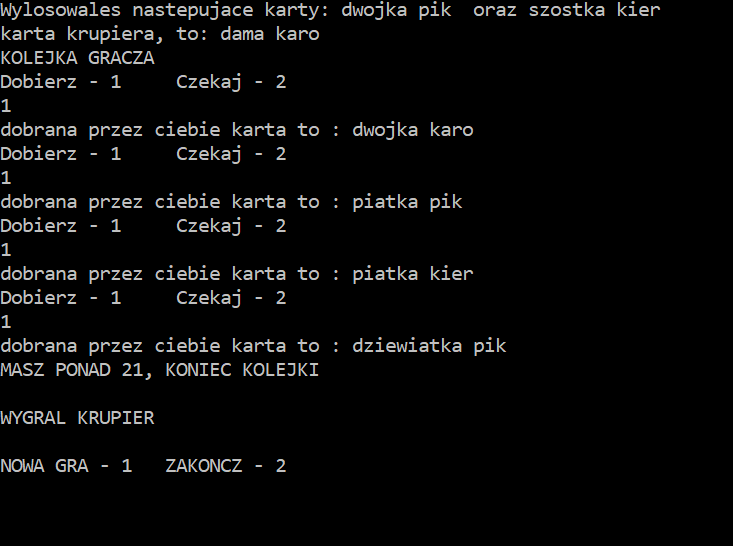 Wylosowales nastepujace karty: dwojka pik  oraz szostka kier
karta krupiera, to: dama karo
KOLEJKA GRACZA
Dobierz - 1     Czekaj - 2
1
dobrana przez ciebie karta to : dwojka karo
Dobierz - 1     Czekaj - 2
1
dobrana przez ciebie karta to : piatka pik
Dobierz - 1     Czekaj - 2
1
dobrana przez ciebie karta to : piatka kier
Dobierz - 1     Czekaj - 2
1
dobrana przez ciebie karta to : dziewiatka pik
MASZ PONAD 21, KONIEC KOLEJKI
WYGRAL KRUPIER
NOWA GRA - 1   ZAKONCZ - 2